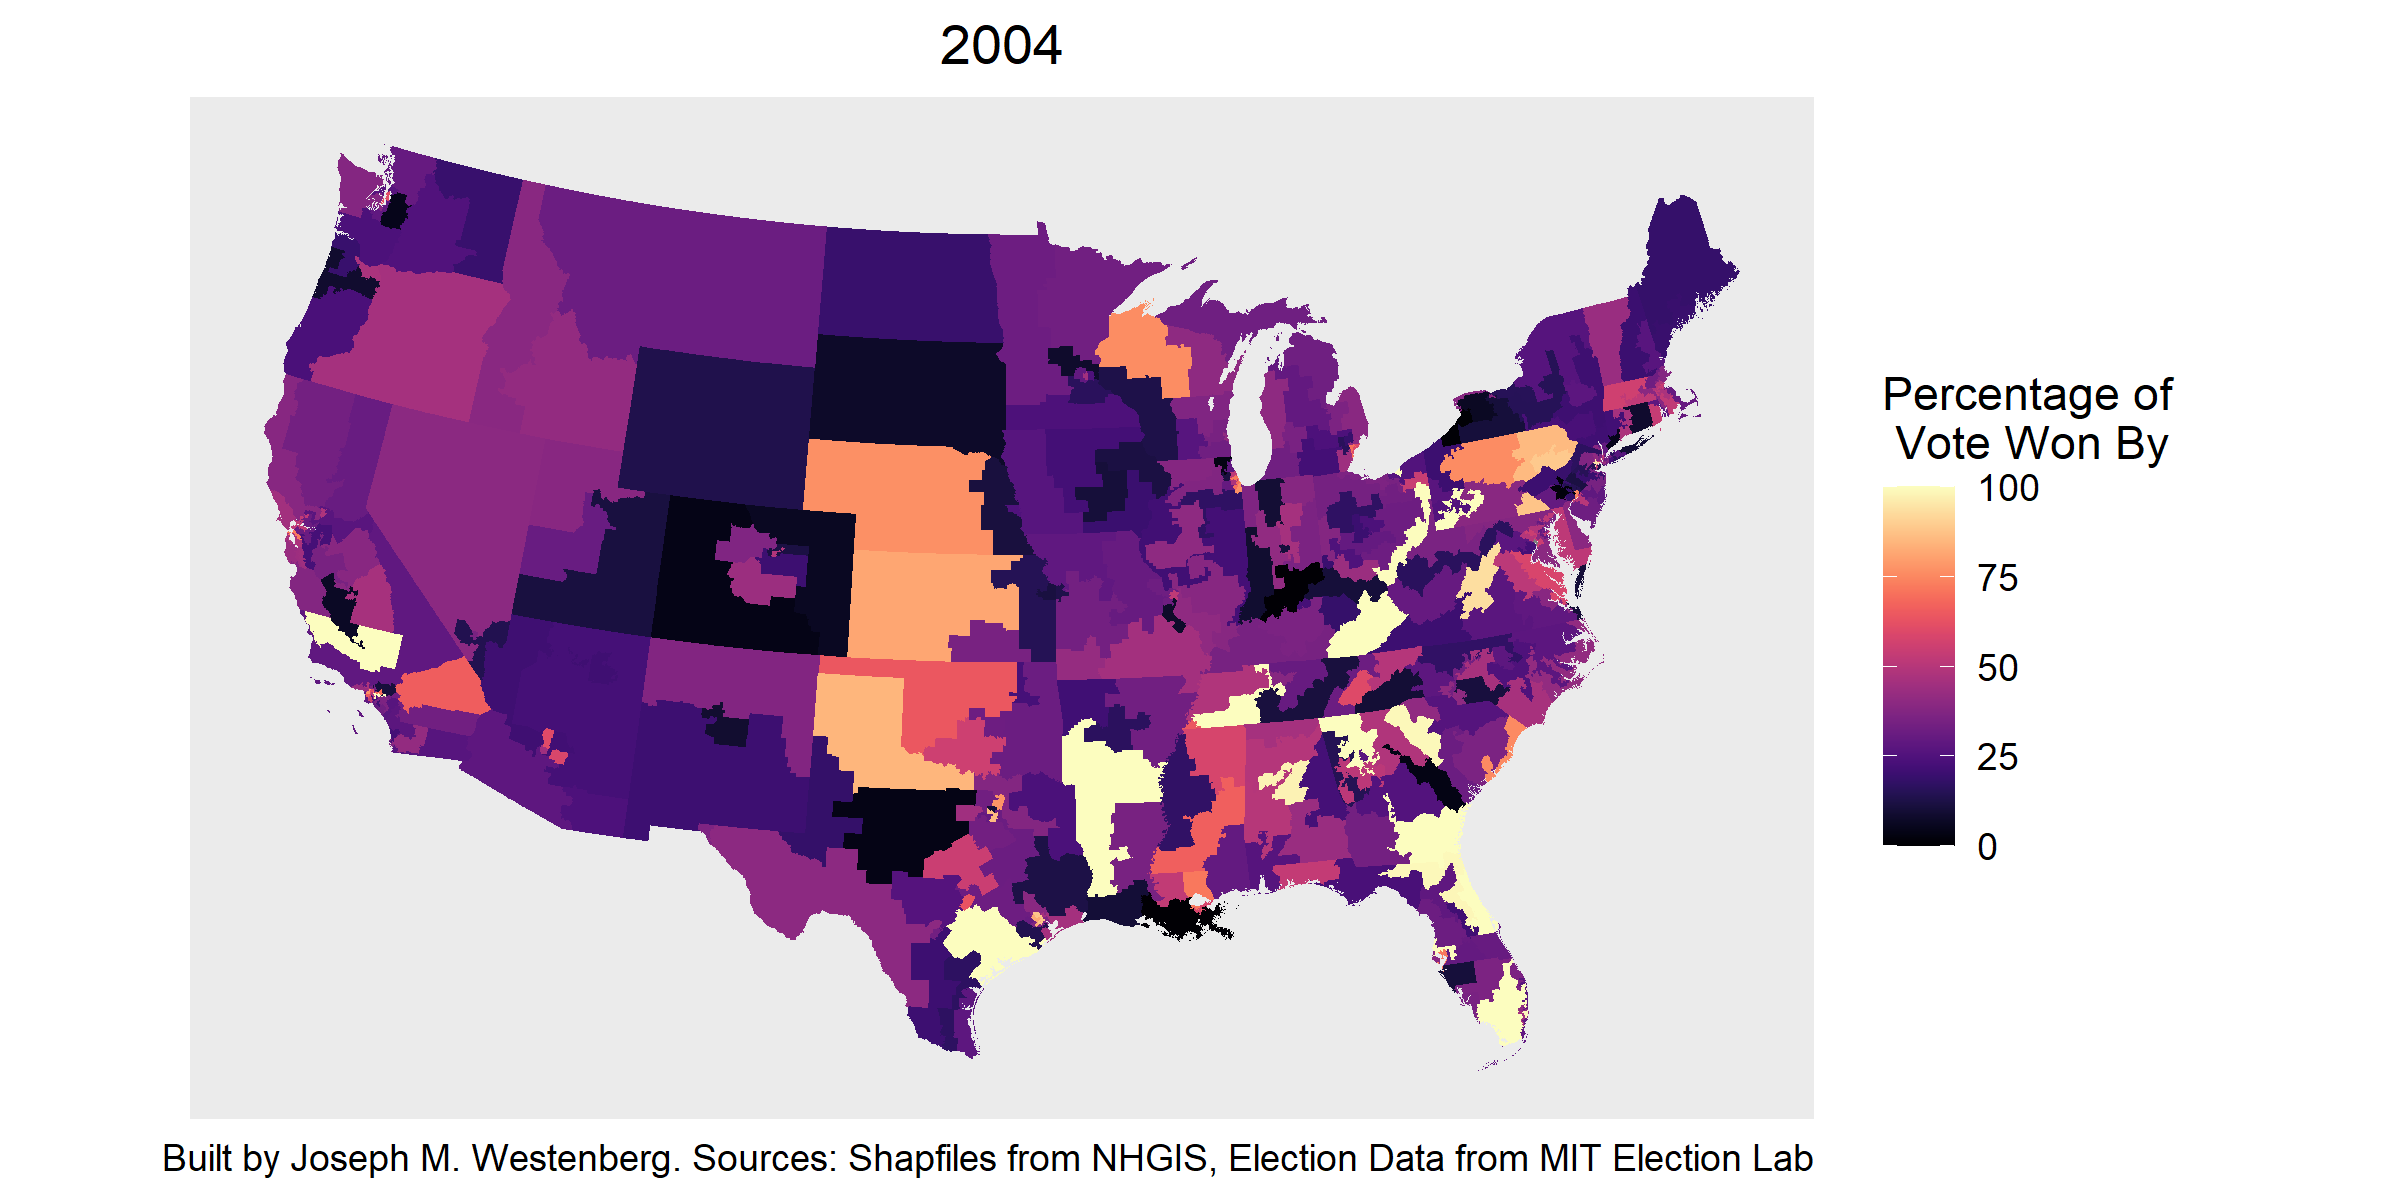 2004
Percentage of
Vote Won By
100
75
50
25
0
Built by Joseph M. Westenberg. Sources: Shapfiles from NHGIS, Election Data from MIT Election Lab